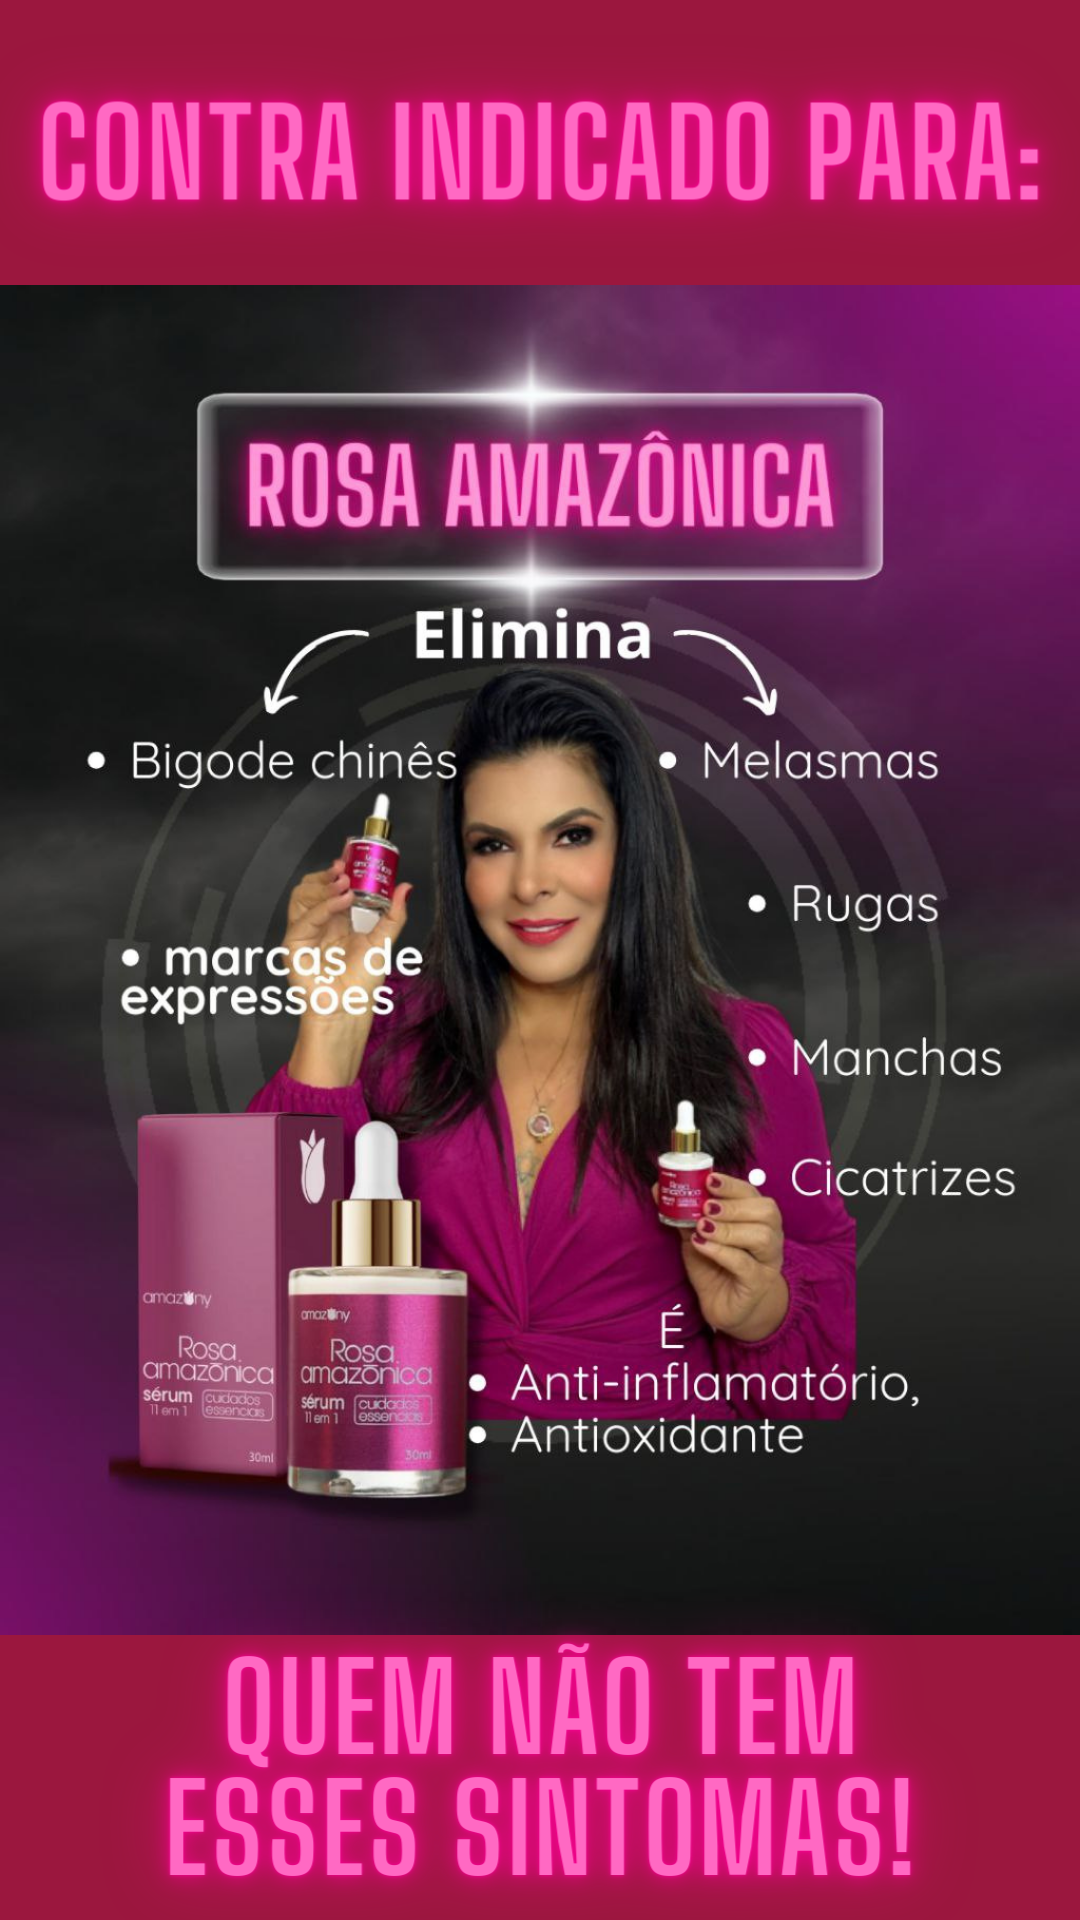 CONTRA INDICADO PARA:
ROSA AMAZÔNICA
Elimina
• Bigode chinês
• Melasmas
• Rugas
• marcas de
expressões
• Manchas
• Cicatrizes
É
• Anti-inflamatório,
• Antioxidante
amazony
Rosa
amazônica
sérum
11 em 1
cuidados
essenciais
30ml
amazony
Rosa
amazônica
sérum
11 em 1
cuidados
essenciais
30ml
QUEM NÃO TEM
ESSES SINTOMAS!